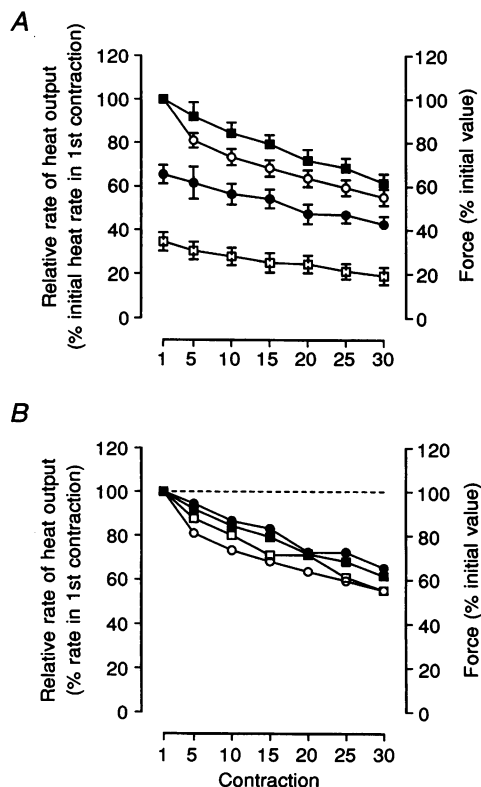 A
Relative rate of heat output
(% initial heat rate in 1st contraction)
120
100
80
60
40
20
0
120
100
80
60
40
20
0
Force (% initial value)
1 5 10 15 20 25 30
B
Relative rate of heat output
(% rate in 1st contraction)
120
100
80
60
40
20
0
120
100
80
60
40
20
0
Force (% initial value)
1 5 10 15 20 25 30
Contraction